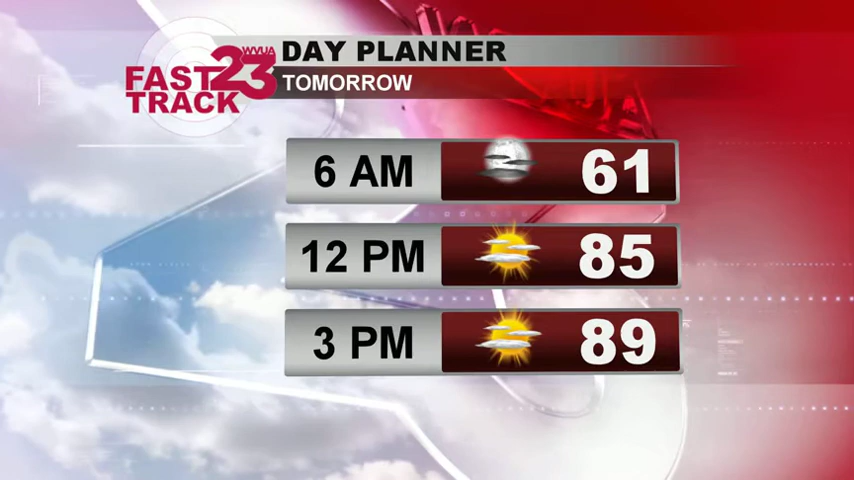 FAST
TRACK
WVUA
23
DAY PLANNER
TOMORROW
6 AM 61
12 PM 85
3 PM 89